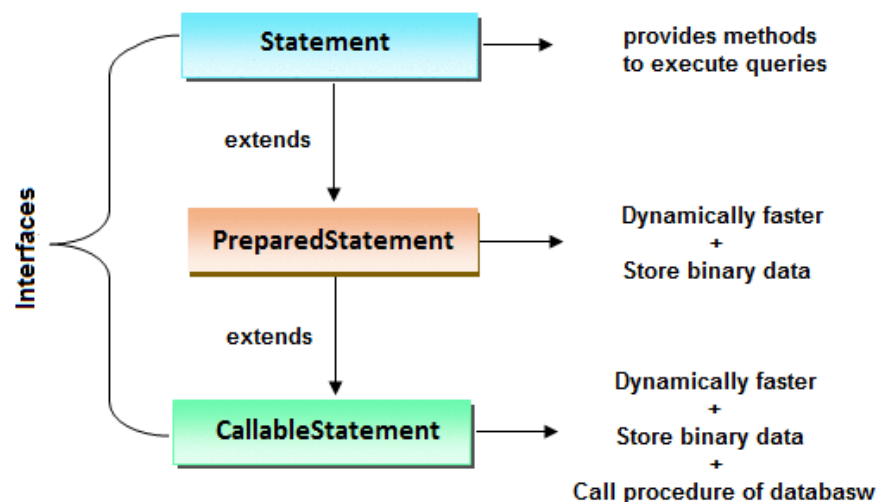 Statement
provides methods
to execute queries
extends
Interfaces
PreparedStatement
Dynamically faster
+
Store binary data
extends
CallableStatement
Dynamically faster
+
Store binary data
+
Call procedure of databasw